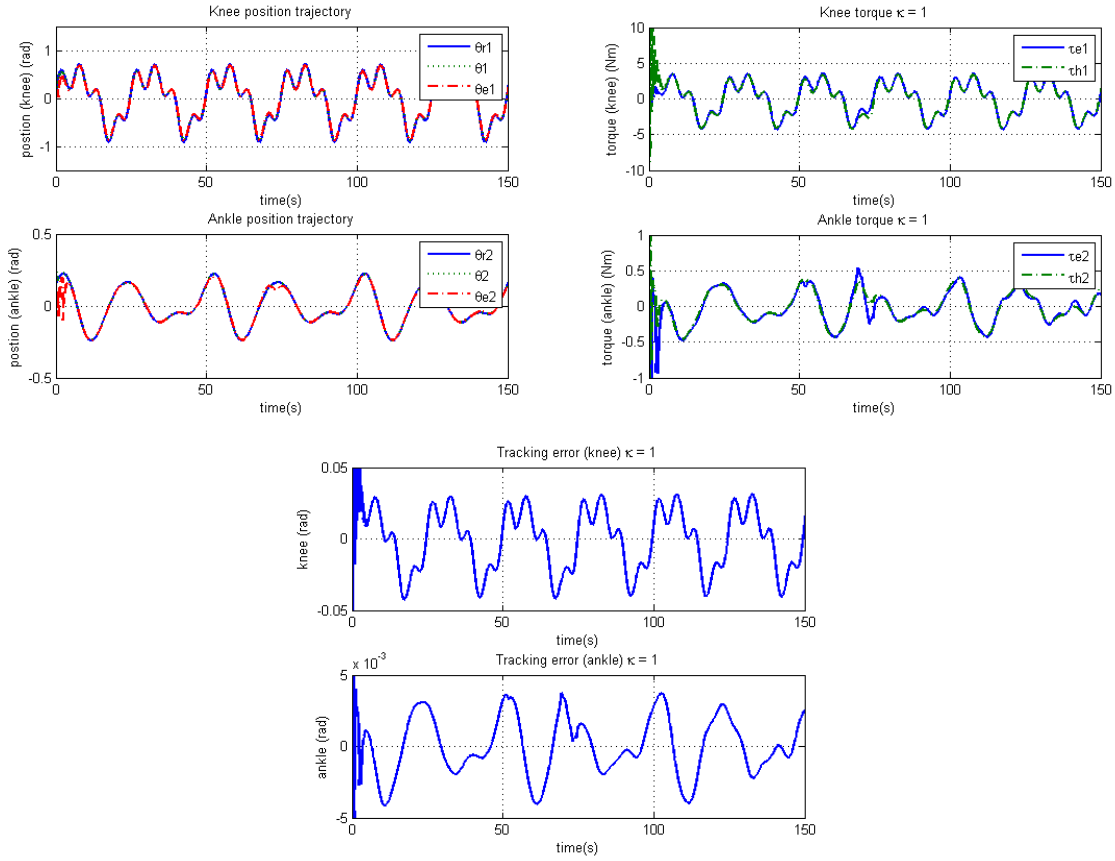 Knee position trajectory
postion (knee) (rad)
1
0
-1
θr1
θ1
θe1
0
50
100
150
time(s)
Knee torque κ = 1
torque (knee) (Nm)
10
5
0
-5
-10
τe1
τh1
0
50
100
150
time(s)
Ankle position trajectory
postion (ankle) (rad)
0.5
0
-0.5
θr2
θ2
θe2
0
50
100
150
time(s)
Ankle torque κ = 1
torque (ankle) (Nm)
1
0.5
0
-0.5
-1
τe2
τh2
0
50
100
150
time(s)
Tracking error (knee) κ = 1
knee (rad)
0.05
0
-0.05
0
50
100
150
time(s)
Tracking error (ankle) κ = 1
x 10⁻³
ankle (rad)
5
0
-5
0
50
100
150
time(s)